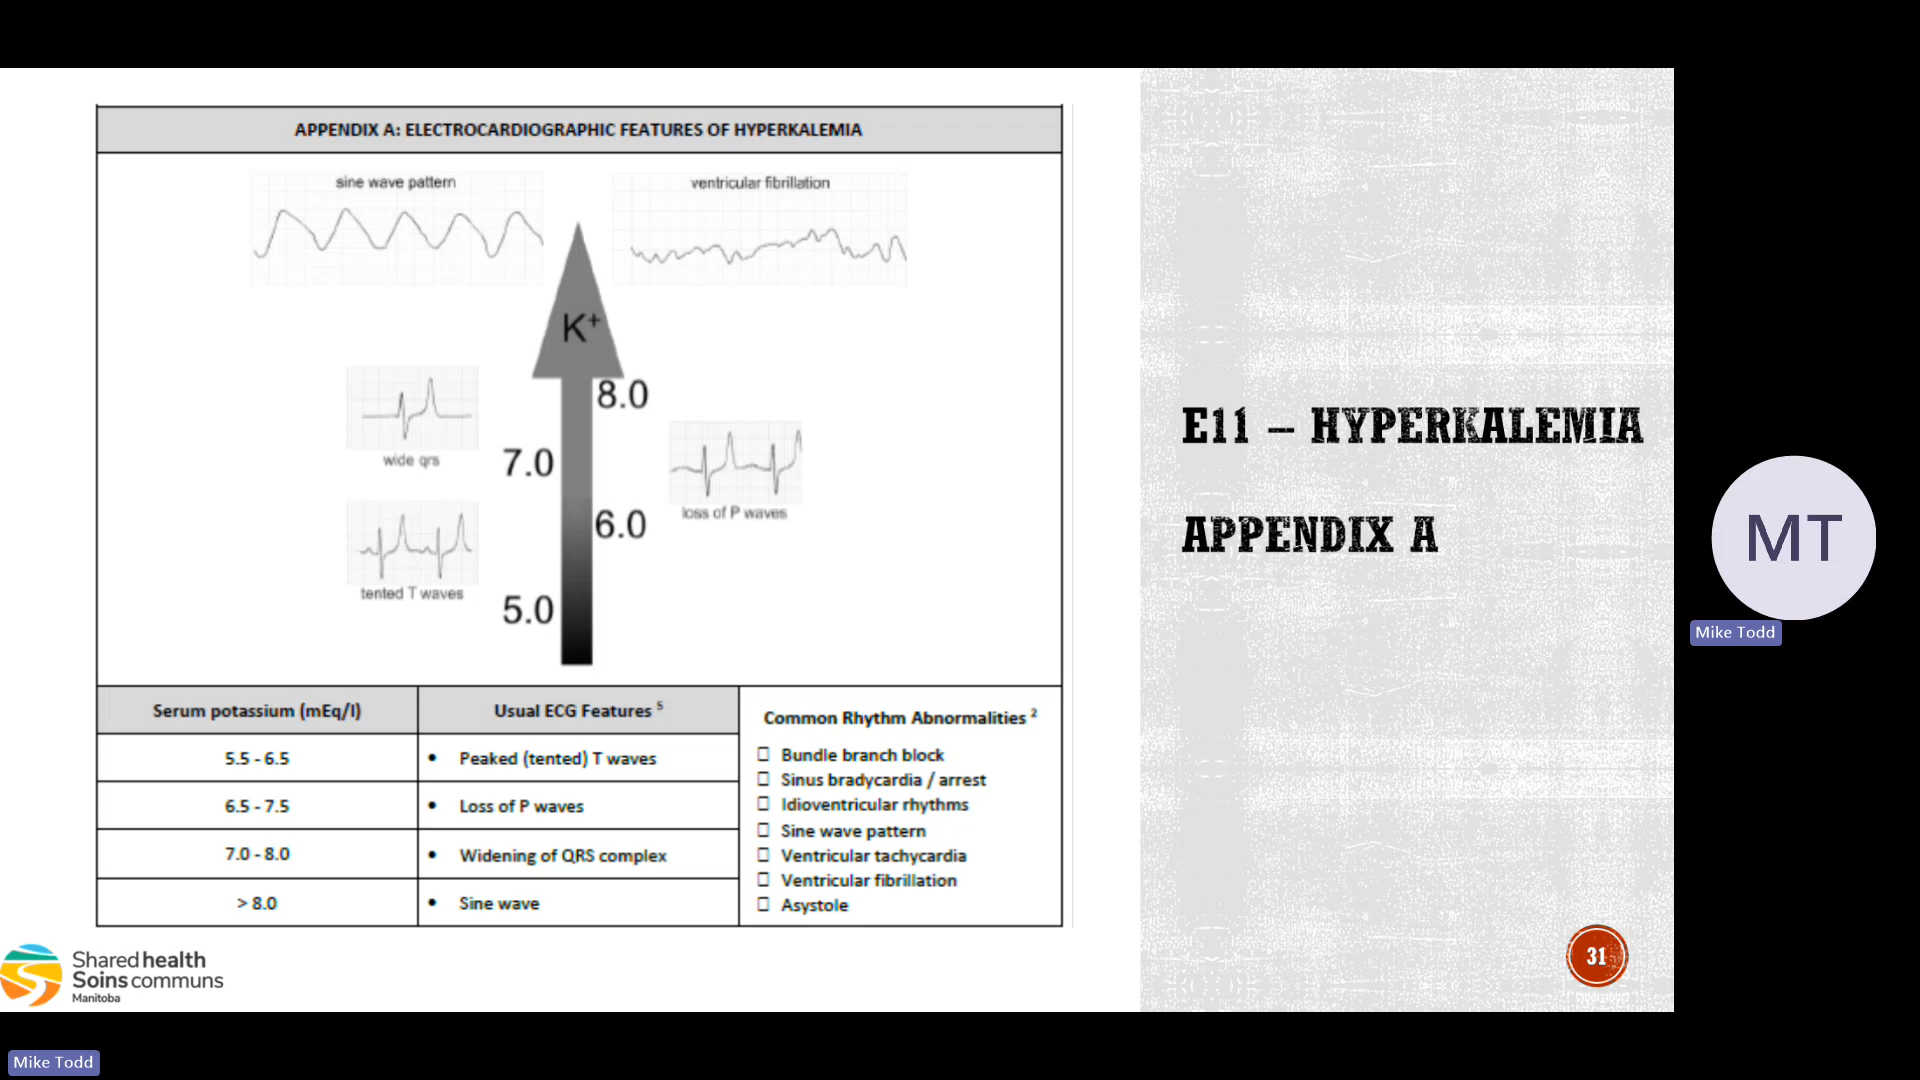 APPENDIX A: ELECTROCARDIOGRAPHIC FEATURES OF HYPERKALEMIA
sine wave pattern
ventricular fibrillation
K+
8.0
wide qrs
7.0
loss of P waves
6.0
tented T waves
5.0
Serum potassium (mEq/l)
Usual ECG Features 5
5.5 - 6.5
• Peaked (tented) T waves
6.5 - 7.5
• Loss of P waves
7.0 - 8.0
• Widening of QRS complex
> 8.0
• Sine wave
Common Rhythm Abnormalities 2
☐ Bundle branch block
☐ Sinus bradycardia / arrest
☐ Idioventricular rhythms
☐ Sine wave pattern
☐ Ventricular tachycardia
☐ Ventricular fibrillation
☐ Asystole
E11 – HYPERKALEMIA
APPENDIX A
31
Shared health
Soins communs
Manitoba
MT
Mike Todd
Mike Todd